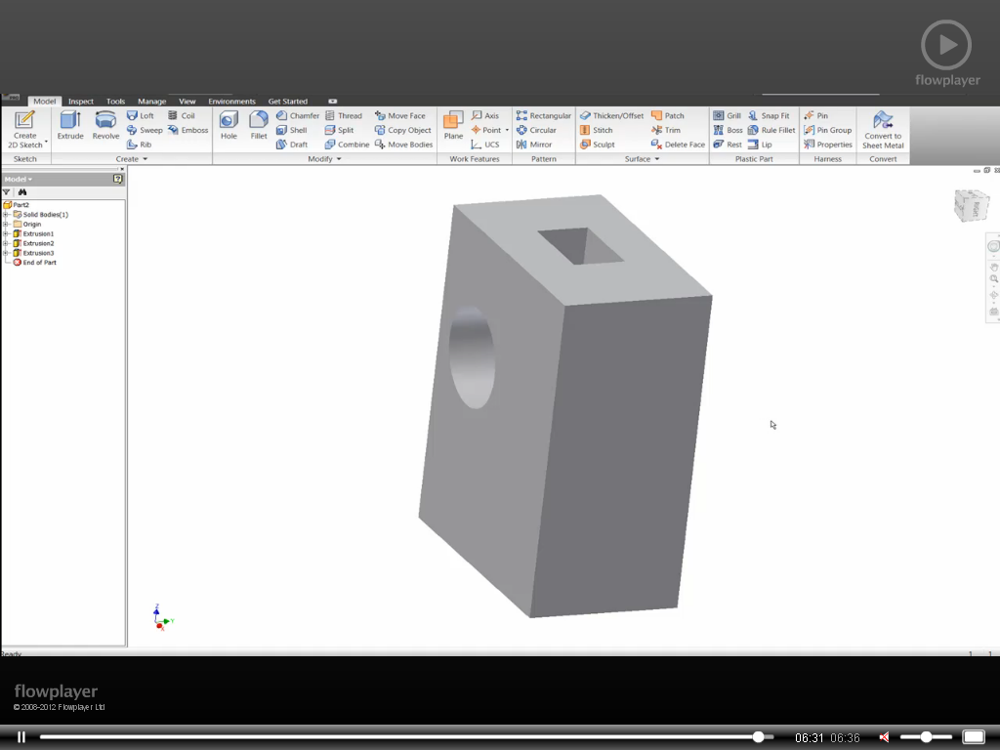 flowplayer
Model Inspect Tools Manage View Environments Get Started
Create 2D Sketch
Extrude Revolve Loft Coil
Sweep Emboss
Rib
Hole Fillet Chamfer Thread Move Face
Shell Split Copy Object
Draft Combine Move Bodies
Plane Axis
Point
UCS
Rectangular
Circular
Mirror
Thicken/Offset Patch
Stitch Trim
Sculpt Delete Face
Grill Snap Fit
Boss Rule Fillet
Rest Lip
Pin
Pin Group
Properties
Convert to Sheet Metal
Sketch Create Modify Work Features Pattern Surface Plastic Part Harness Convert
Model
Part2
Solid Bodies(1)
Origin
Extrusion1
Extrusion2
Extrusion3
End of Part
RIGHT
Z
Y
X
Ready 1 1
flowplayer
© 2008-2012 Flowplayer Ltd
06:31 06:36